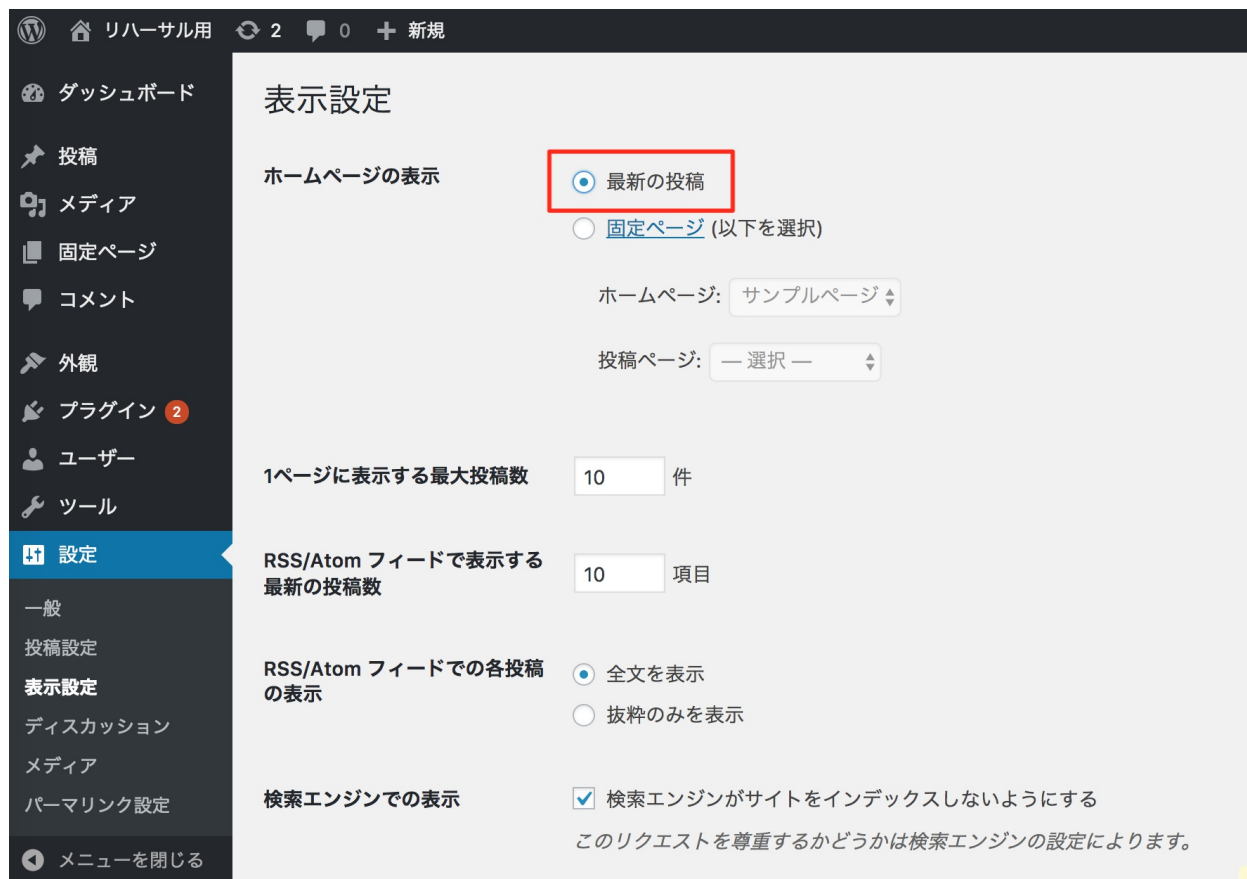 リハーサル用 2 0 新規
ダッシュボード
投稿
メディア
固定ページ
コメント
外観
プラグイン 2
ユーザー
ツール
設定
一般
投稿設定
表示設定
ディスカッション
メディア
パーマリンク設定
メニューを閉じる
表示設定
ホームページの表示
最新の投稿
固定ページ (以下を選択)
ホームページ: サンプルページ
投稿ページ: — 選択 —
1ページに表示する最大投稿数
10 件
RSS/Atom フィードで表示する
最新の投稿数
10 項目
RSS/Atom フィードでの各投稿
の表示
全文を表示
抜粋のみを表示
検索エンジンでの表示
検索エンジンがサイトをインデックスしないようにする
このリクエストを尊重するかどうかは検索エンジンの設定によります。